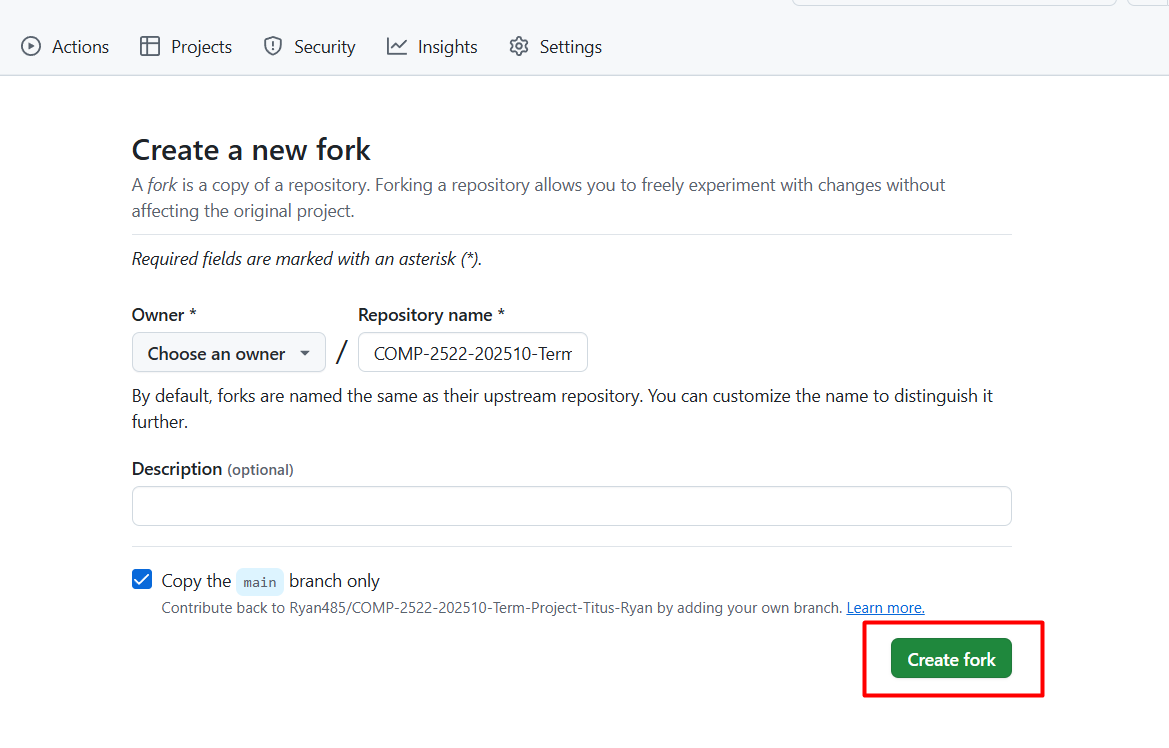 Actions Projects Security Insights Settings
Create a new fork
A fork is a copy of a repository. Forking a repository allows you to freely experiment with changes without
affecting the original project.
Required fields are marked with an asterisk (*).
Owner * Repository name *
Choose an owner / COMP-2522-202510-Term
By default, forks are named the same as their upstream repository. You can customize the name to distinguish it
further.
Description (optional)
Copy the main branch only
Contribute back to Ryan485/COMP-2522-202510-Term-Project-Titus-Ryan by adding your own branch. Learn more.
Create fork